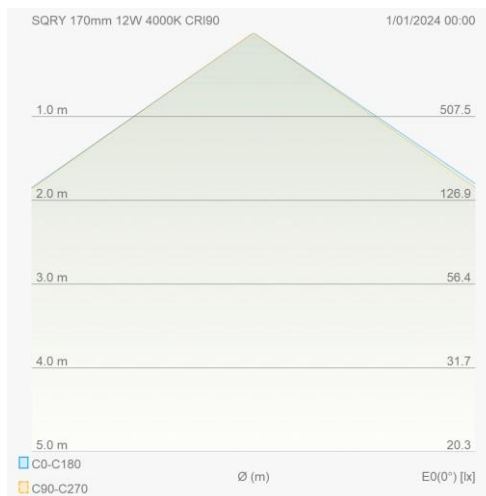 SQRY 170mm 12W 4000K CRI90 1/01/2024 00:00
1.0 m 507.5
2.0 m 126.9
3.0 m 56.4
4.0 m 31.7
5.0 m 20.3
C0-C180
Ø (m) E0(0°) [lx]
C90-C270